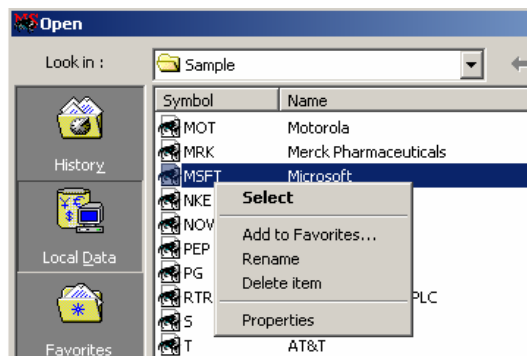 MS Open
Look in :
Sample
Symbol Name
MOT Motorola
MRK Merck Pharmaceuticals
MSFT Microsoft
NKE
NOV
PEP
PG
RTR PLC
S
T AT&T
Select
Add to Favorites...
Rename
Delete item
Properties
History
Local Data
Favorites